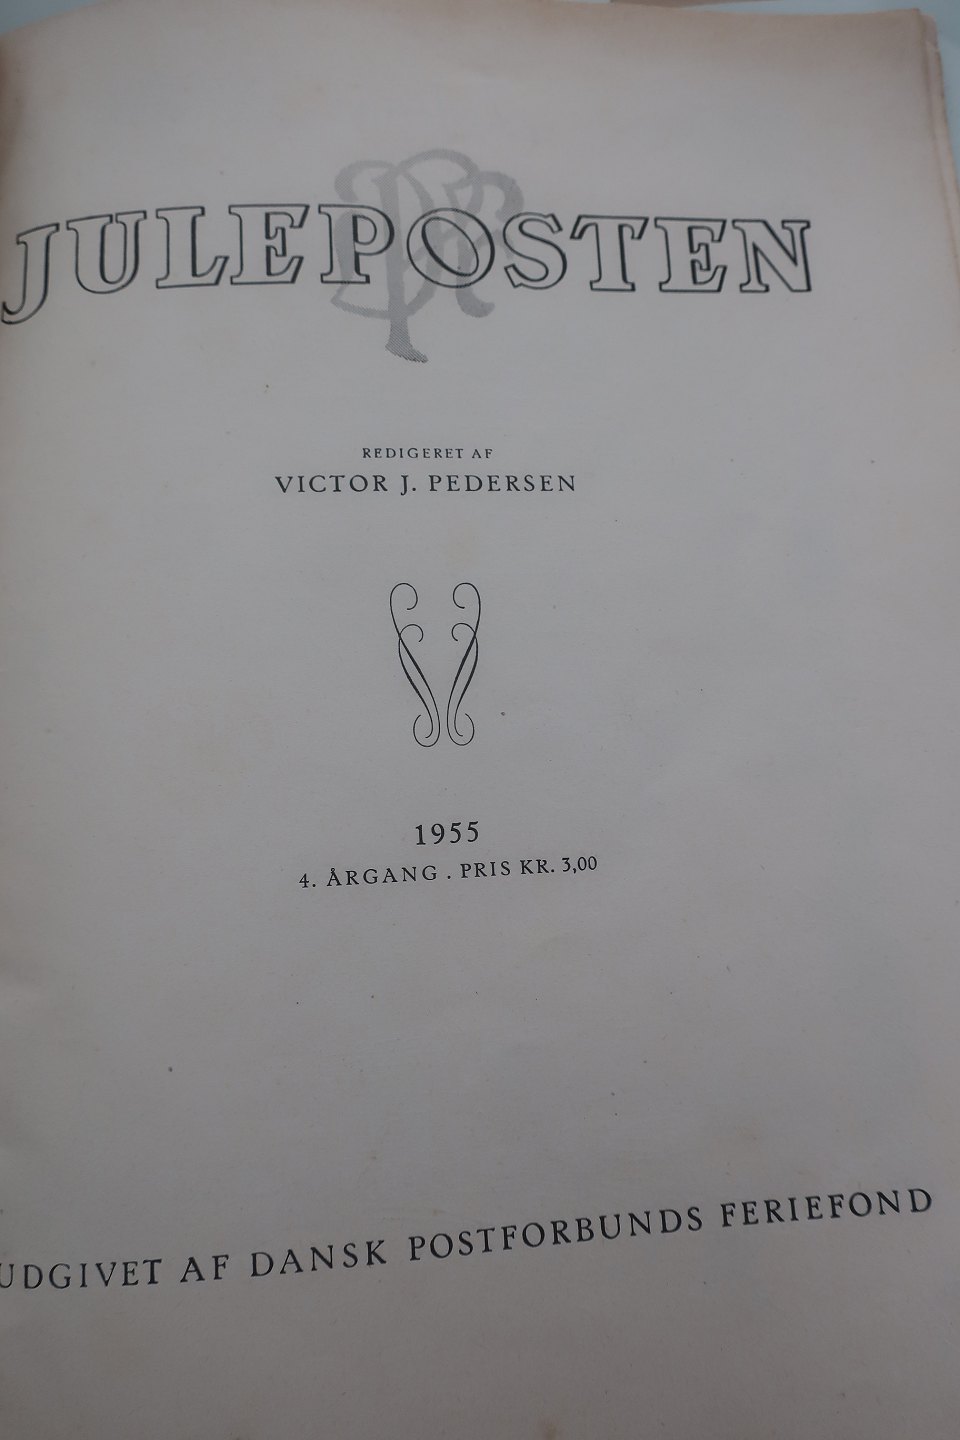 JULEPOSTEN
REDIGERET AF
VICTOR J. PEDERSEN
1955
4. ÅRGANG . PRIS KR. 3,00
UDGIVET AF DANSK POSTFORBUNDS FERIEFOND